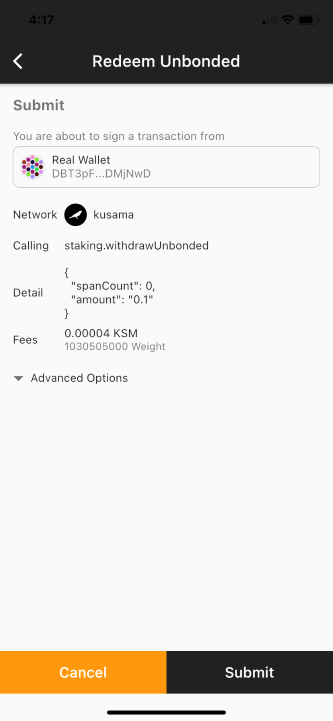 4:17
Redeem Unbonded
Submit
You are about to sign a transaction from
Real Wallet
DBT3pF...DMjNwD
Network kusama
Calling staking.withdrawUnbonded
Detail
{
"spanCount": 0,
"amount": "0.1"
}
Fees 0.00004 KSM
1030505000 Weight
Advanced Options
Cancel Submit